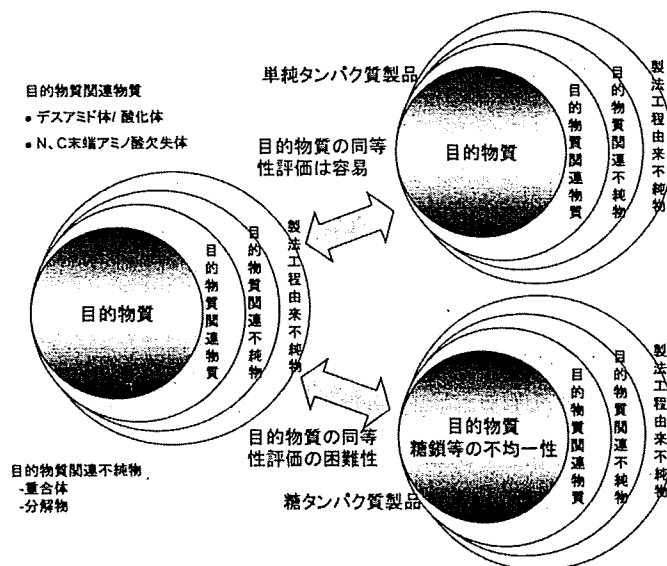 目的物質関連物質
● デスアミド体/ 酸化体
● N、C末端アミノ酸欠失体
目的物質
目的物質関連物質
目的物質関連不純物
製法工程由来不純物
目的物質関連不純物
-重合体
-分解物
単純タンパク質製品
目的物質の同等
性評価は容易
目的物質
目的物質関連物質
目的物質関連不純物
製法工程由来不純物
目的物質の同等
性評価の困難性
糖タンパク質製品
目的物質
糖鎖等の不均一性
目的物質関連物質
目的物質関連不純物
製法工程由来不純物